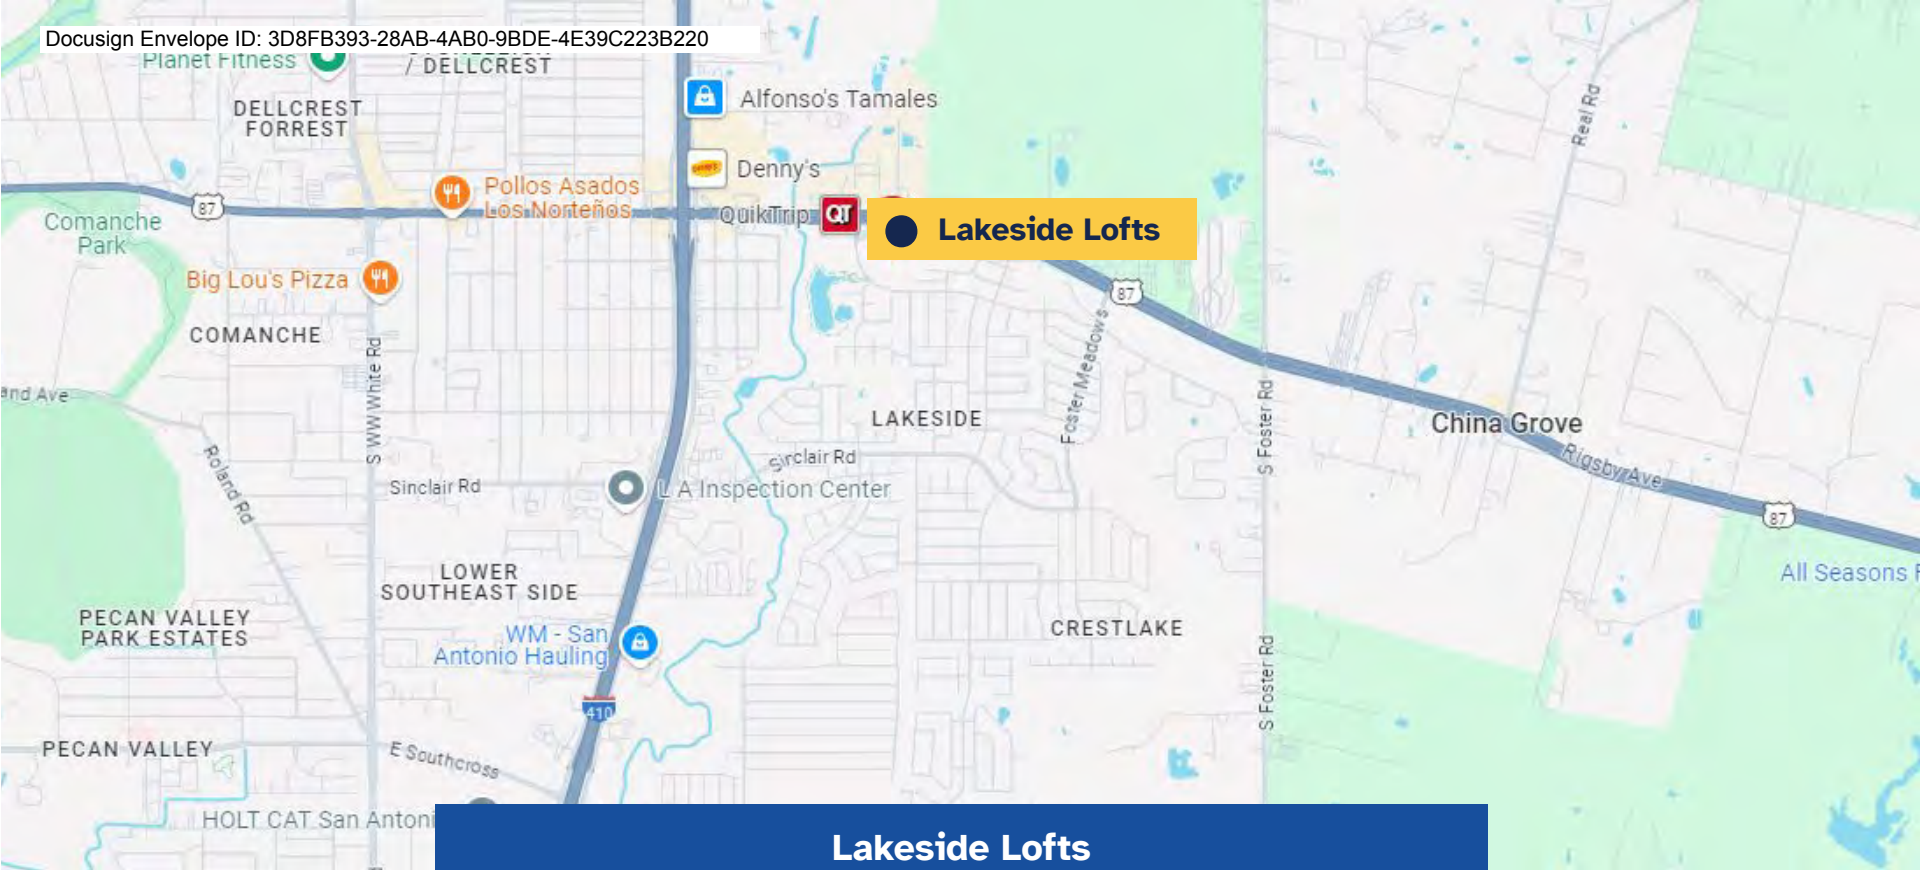 Docusign Envelope ID: 3D8FB393-28AB-4AB0-9BDE-4E39C223B220
Planet Fitness
/ DELLCREST
DELLCREST
FORREST
Alfonso's Tamales
Real Rd
Denny's
Pollos Asados
Los Norteños
87
QuikTrip
QT
Lakeside Lofts
Comanche
Park
Big Lou's Pizza
87
COMANCHE
S WW White Rd
Foster Meadows
and Ave
LAKESIDE
S Foster Rd
China Grove
Rigsby Ave
Roland Rd
Sinclair Rd
Sinclair Rd
L A Inspection Center
87
All Seasons
LOWER
SOUTHEAST SIDE
PECAN VALLEY
PARK ESTATES
WM - San
Antonio Hauling
CRESTLAKE
S Foster Rd
410
PECAN VALLEY
E Southcross
HOLT CAT San Antoni
Lakeside Lofts